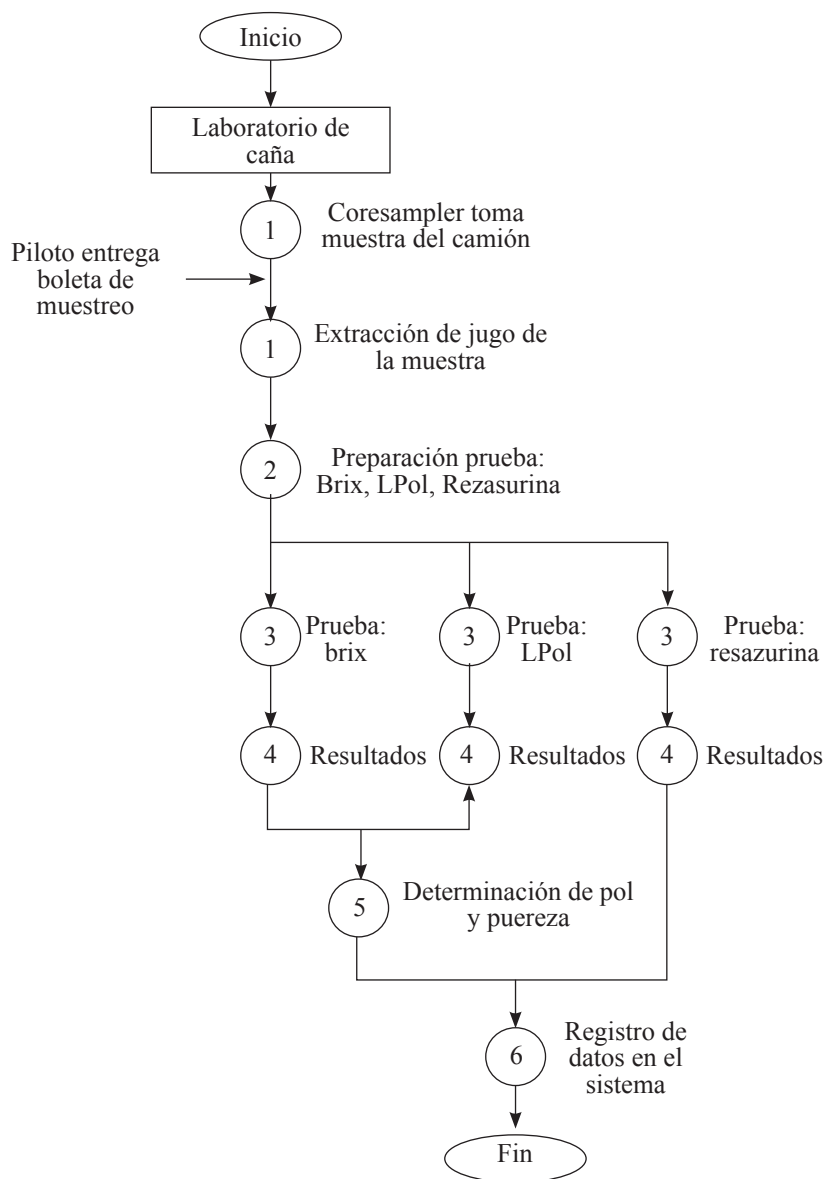 Inicio
Laboratorio de
caña
1
Coresampler toma
muestra del camión
Piloto entrega
boleta de
muestreo
1
Extracción de jugo de
la muestra
2
Preparación prueba:
Brix, LPol, Rezasurina
3
Prueba:
brix
3
Prueba:
LPol
3
Prueba:
resazurina
4
Resultados
4
Resultados
4
Resultados
5
Determinación de pol
y puereza
6
Registro de
datos en el
sistema
Fin